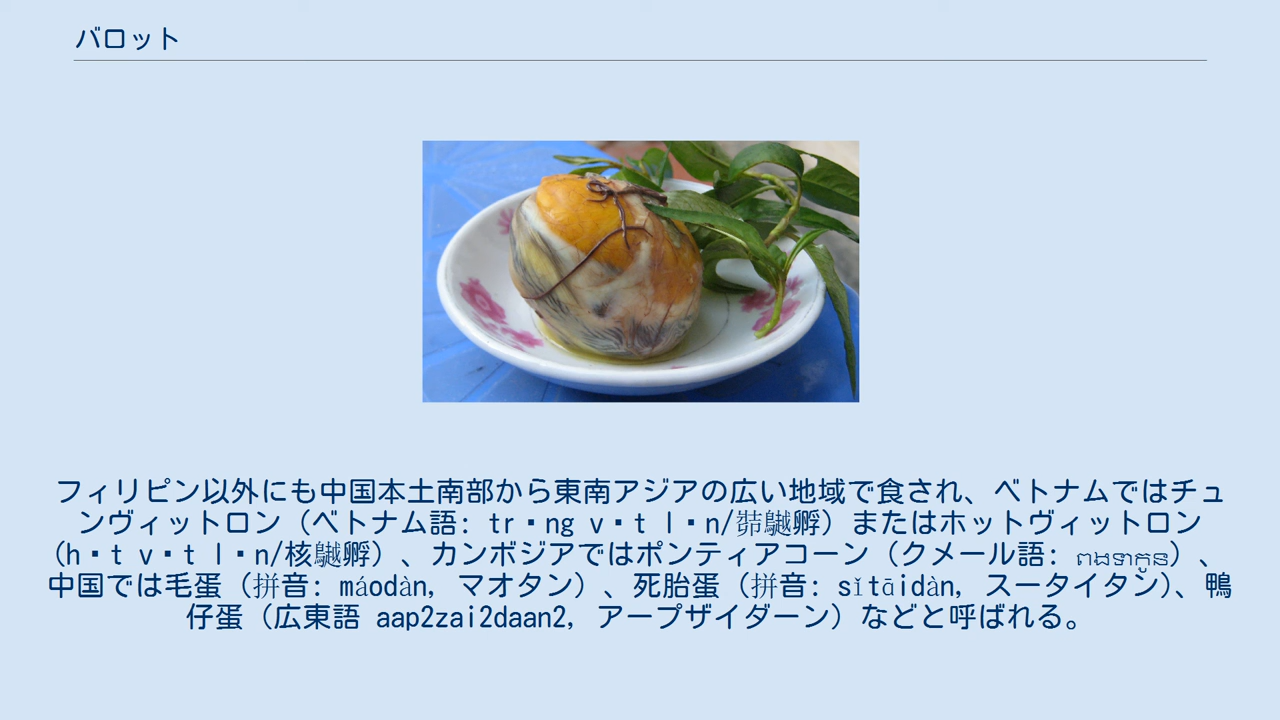 バロット
フィリピン以外にも中国本土南部から東南アジアの広い地域で食され、ベトナムではチュ
ンヴィットロン（ベトナム語: tr▪ng v▪t l▪n/𠨡𪆧孵）またはホットヴィットロン
(h▪t v▪t l▪n/核𪆧孵）、カンボジアではポンティアコーン（クメール語: ពងទាកូន）、
中国では毛蛋（拼音: máodàn, マオタン）、死胎蛋（拼音: sǐtāidàn, スータイタン)、鴨
仔蛋（広東語 aap2zai2daan2, アープザイダーン）などと呼ばれる。